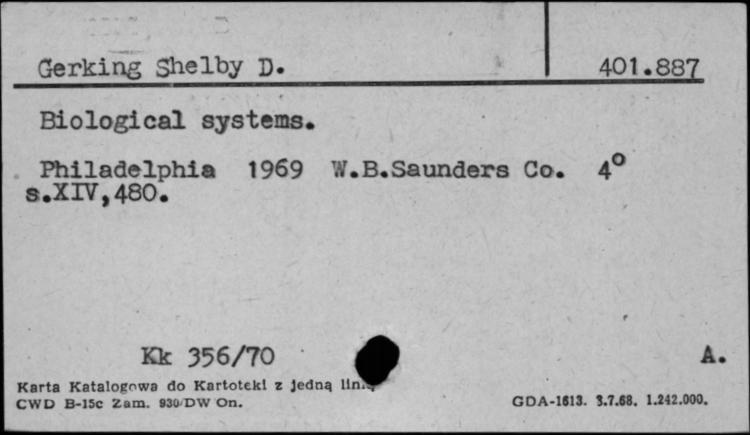 Gerking Shelby D. 401.887
Biological systems.
Philadelphia 1969 W.B.Saunders Co. 4°
s.XIV,480.
Kk 356/70 A.
Karta Katalogowa do Kartoteki z jedną linią
CWD B-15c Zam. 930/DW On. GDA-1613. 3.7.68. 1.242.000.